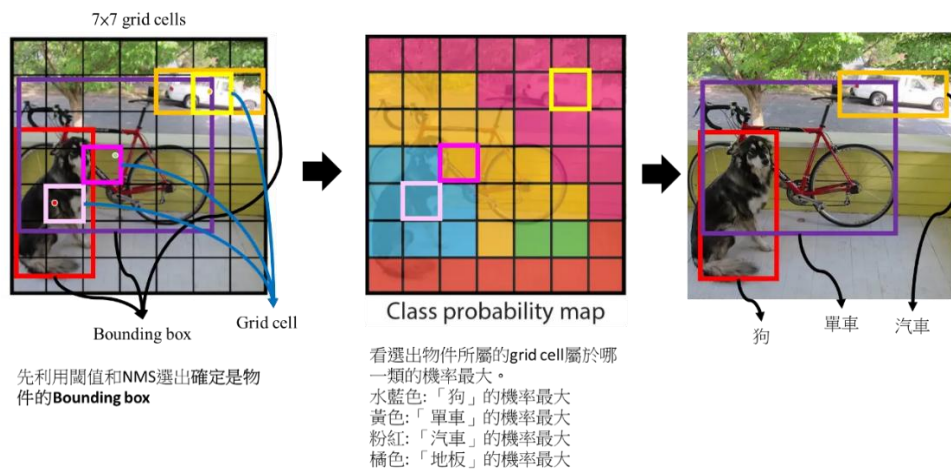 7×7 grid cells
Bounding box
Grid cell
先利用閾值和NMS選出確定是物
件的Bounding box
Class probability map
看選出物件所屬的grid cell屬於哪
一類的機率最大。
水藍色:「狗」的機率最大
黃色:「單車」的機率最大
粉紅:「汽車」的機率最大
橘色:「地板」的機率最大
狗
單車
汽車